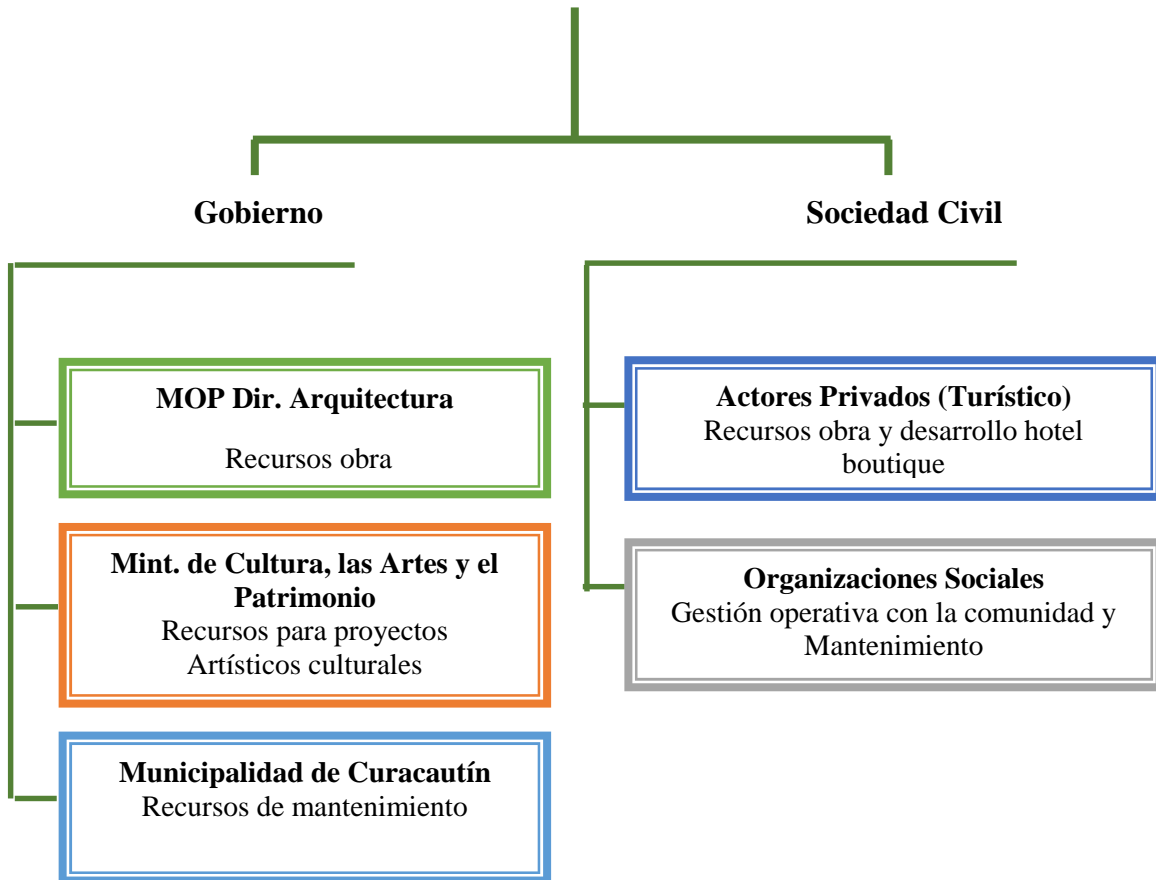 Gobierno
Sociedad Civil
MOP Dir. Arquitectura
Recursos obra
Mint. de Cultura, las Artes y el
Patrimonio
Recursos para proyectos
Artísticos culturales
Municipalidad de Curacautín
Recursos de mantenimiento
Actores Privados (Turístico)
Recursos obra y desarrollo hotel
boutique
Organizaciones Sociales
Gestión operativa con la comunidad y
Mantenimiento